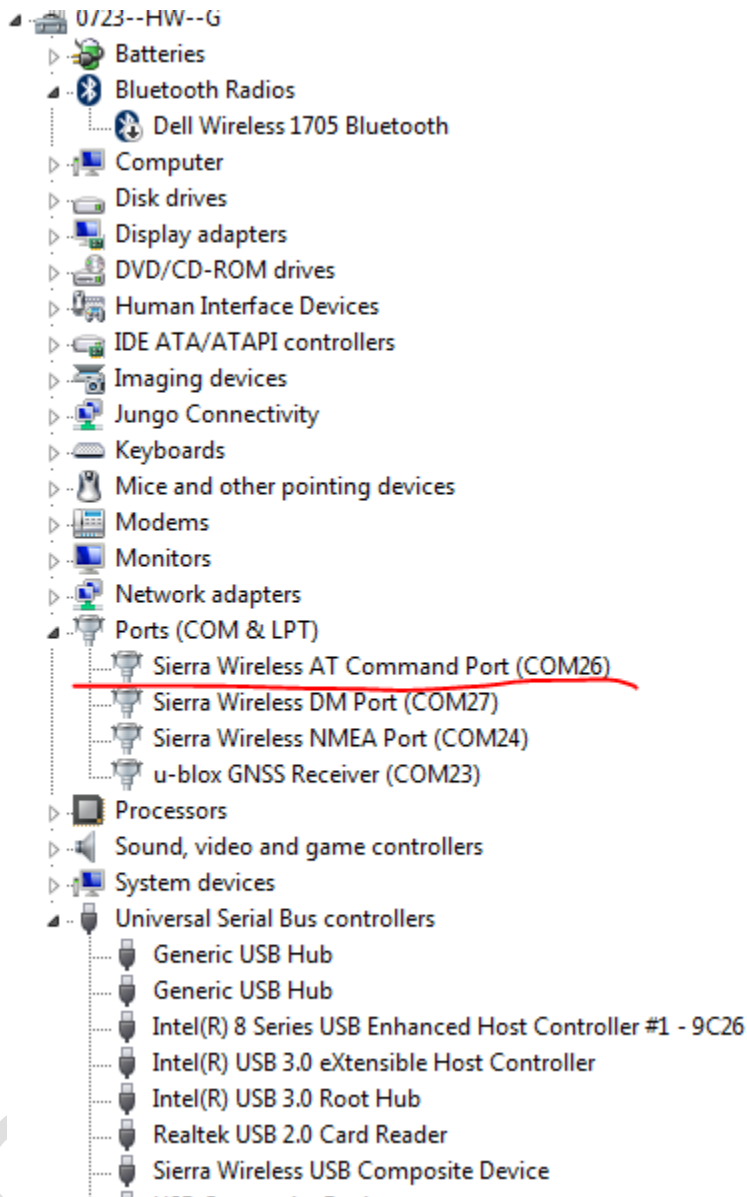 0723--HW--G
Batteries
Bluetooth Radios
Dell Wireless 1705 Bluetooth
Computer
Disk drives
Display adapters
DVD/CD-ROM drives
Human Interface Devices
IDE ATA/ATAPI controllers
Imaging devices
Jungo Connectivity
Keyboards
Mice and other pointing devices
Modems
Monitors
Network adapters
Ports (COM & LPT)
Sierra Wireless AT Command Port (COM26)
Sierra Wireless DM Port (COM27)
Sierra Wireless NMEA Port (COM24)
u-blox GNSS Receiver (COM23)
Processors
Sound, video and game controllers
System devices
Universal Serial Bus controllers
Generic USB Hub
Generic USB Hub
Intel(R) 8 Series USB Enhanced Host Controller #1 - 9C26
Intel(R) USB 3.0 eXtensible Host Controller
Intel(R) USB 3.0 Root Hub
Realtek USB 2.0 Card Reader
Sierra Wireless USB Composite Device